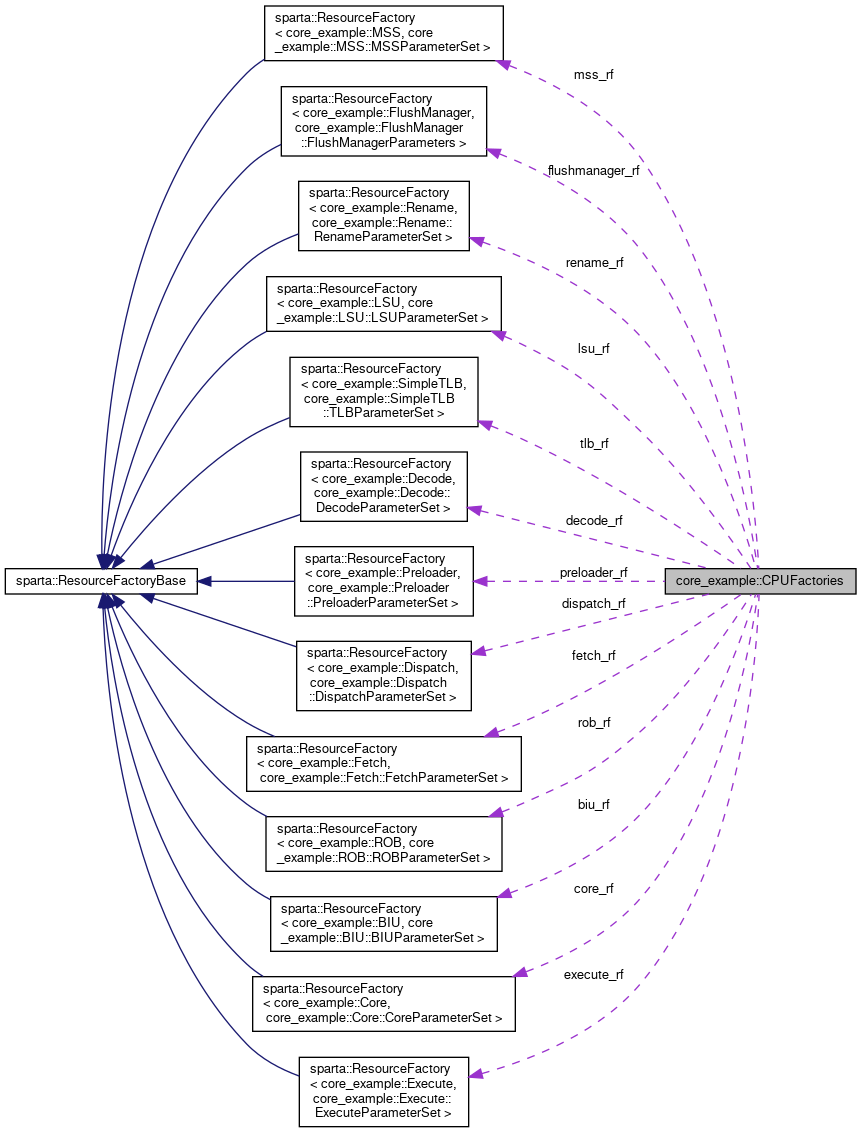 sparta::ResourceFactory
< core_example::MSS, core
_example::MSS::MSSParameterSet >
mss_rf
sparta::ResourceFactory
< core_example::FlushManager,
core_example::FlushManager
::FlushManagerParameters >
flushmanager_rf
sparta::ResourceFactory
< core_example::Rename,
core_example::Rename::
RenameParameterSet >
rename_rf
sparta::ResourceFactory
< core_example::LSU, core
_example::LSU::LSUParameterSet >
lsu_rf
sparta::ResourceFactory
< core_example::SimpleTLB,
core_example::SimpleTLB
::TLBParameterSet >
tlb_rf
sparta::ResourceFactory
< core_example::Decode,
core_example::Decode::
DecodeParameterSet >
decode_rf
sparta::ResourceFactoryBase
sparta::ResourceFactory
< core_example::Preloader,
core_example::Preloader
::PreloaderParameterSet >
preloader_rf
core_example::CPUFactories
dispatch_rf
sparta::ResourceFactory
< core_example::Dispatch,
core_example::Dispatch
::DispatchParameterSet >
fetch_rf
sparta::ResourceFactory
< core_example::Fetch,
core_example::Fetch::FetchParameterSet >
rob_rf
sparta::ResourceFactory
< core_example::ROB, core
_example::ROB::ROBParameterSet >
biu_rf
sparta::ResourceFactory
< core_example::BIU, core
_example::BIU::BIUParameterSet >
core_rf
sparta::ResourceFactory
< core_example::Core,
core_example::Core::CoreParameterSet >
execute_rf
sparta::ResourceFactory
< core_example::Execute,
core_example::Execute::
ExecuteParameterSet >